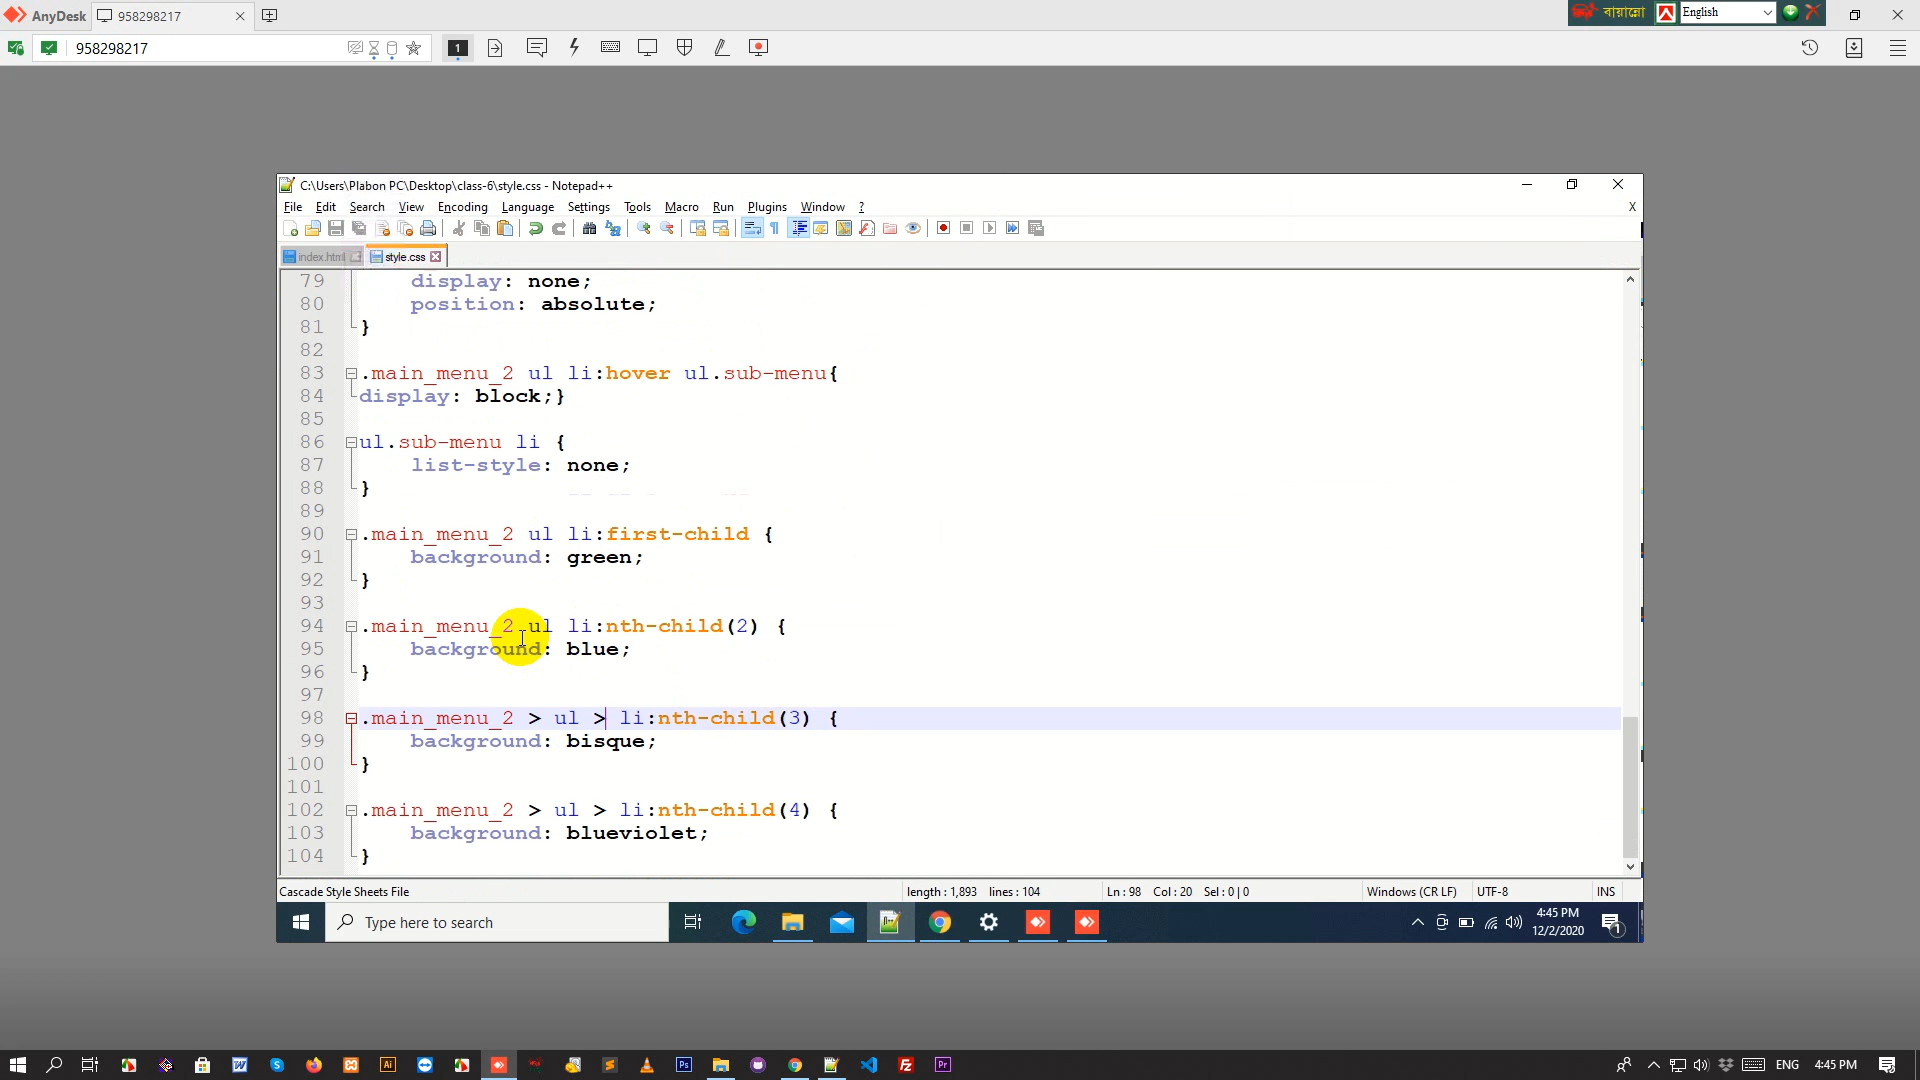 AnyDesk 958298217 বায়ান্নো English
958298217 1
C:\Users\Plabon PC\Desktop\class-6\style.css - Notepad++
File Edit Search View Encoding Language Settings Tools Macro Run Plugins Window ? X
index.html style.css
79 display: none;
80 position: absolute;
81 }
82
83 .main_menu_2 ul li:hover ul.sub-menu{
84 display: block;}
85
86 ul.sub-menu li {
87 list-style: none;
88 }
89
90 .main_menu_2 ul li:first-child {
91 background: green;
92 }
93
94 .main_menu_2 ul li:nth-child(2) {
95 background: blue;
96 }
97
98 .main_menu_2 > ul > li:nth-child(3) {
99 background: bisque;
100 }
101
102 .main_menu_2 > ul > li:nth-child(4) {
103 background: blueviolet;
104 }
Cascade Style Sheets File length : 1,893 lines : 104 Ln : 98 Col : 20 Sel : 0 | 0 Windows (CR LF) UTF-8 INS
Type here to search 4:45 PM
12/2/2020 1
ENG 4:45 PM